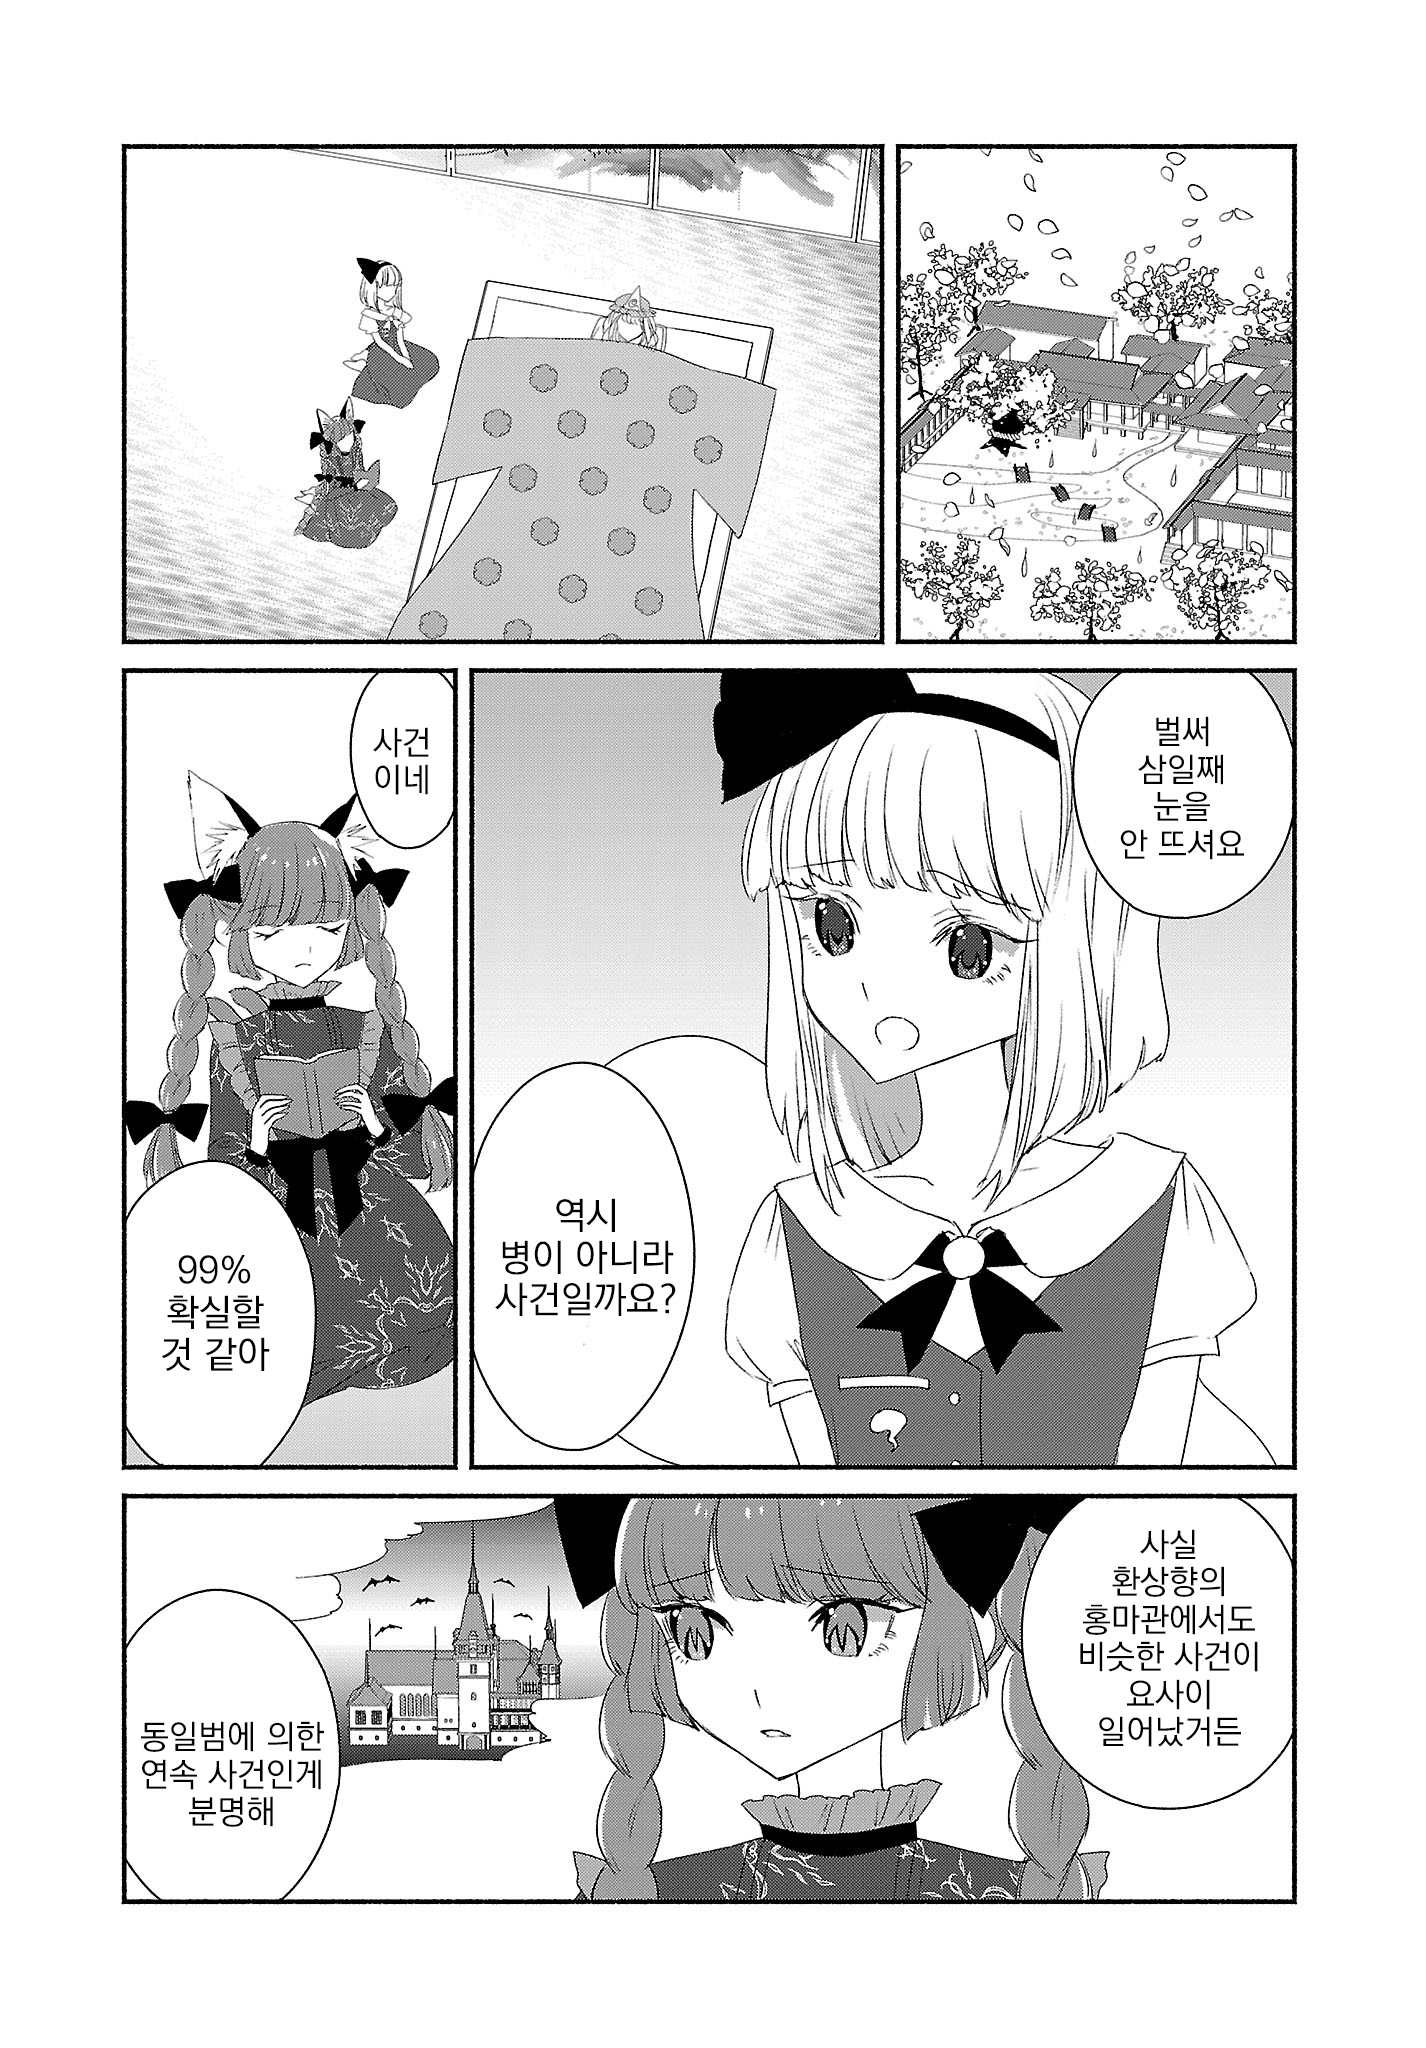 벌써
삼일째
눈을
안 뜨셔요
역시
병이 아니라
사건일까요?
사건
이네
99%
확실할
것 같아
사실
환상향의
홍마관에서도
비슷한 사건이
요사이
일어났거든
동일범에 의한
연속 사건인게
분명해